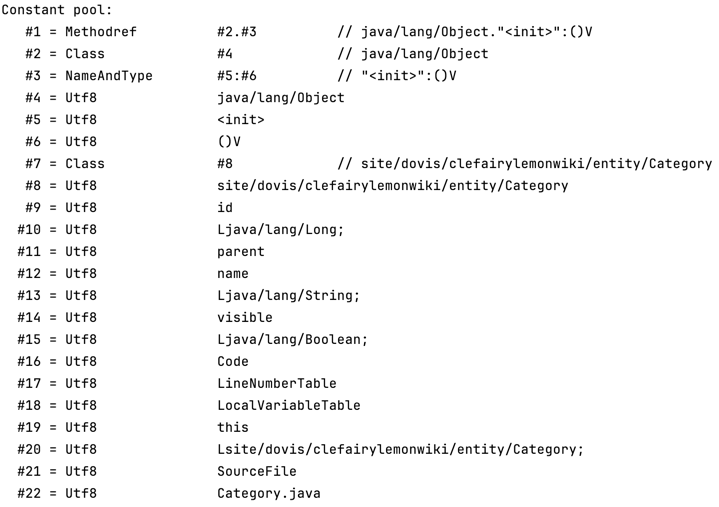 Constant pool:
#1 = Methodref #2.#3 // java/lang/Object."<init>":()V
#2 = Class #4 // java/lang/Object
#3 = NameAndType #5:#6 // "<init>":()V
#4 = Utf8 java/lang/Object
#5 = Utf8 <init>
#6 = Utf8 ()V
#7 = Class #8 // site/dovis/clefairylemonwiki/entity/Category
#8 = Utf8 site/dovis/clefairylemonwiki/entity/Category
#9 = Utf8 id
#10 = Utf8 Ljava/lang/Long;
#11 = Utf8 parent
#12 = Utf8 name
#13 = Utf8 Ljava/lang/String;
#14 = Utf8 visible
#15 = Utf8 Ljava/lang/Boolean;
#16 = Utf8 Code
#17 = Utf8 LineNumberTable
#18 = Utf8 LocalVariableTable
#19 = Utf8 this
#20 = Utf8 Lsite/dovis/clefairylemonwiki/entity/Category;
#21 = Utf8 SourceFile
#22 = Utf8 Category.java